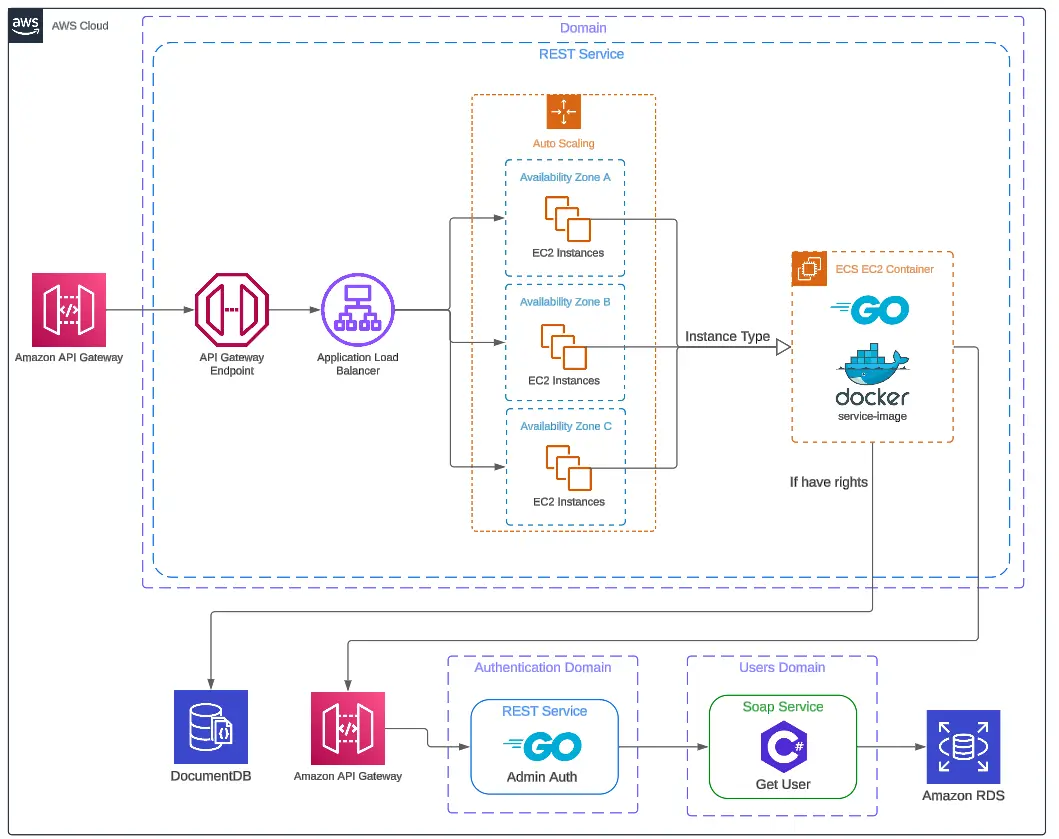 aws
AWS Cloud
Domain
REST Service
Auto Scaling
Availability Zone A
EC2 Instances
Availability Zone B
EC2 Instances
Availability Zone C
EC2 Instances
Amazon API Gateway
API Gateway
Endpoint
Application Load
Balancer
Instance Type
ECS EC2 Container
GO
docker
service-image
If have rights
DocumentDB
Amazon API Gateway
Authentication Domain
REST Service
GO
Admin Auth
Users Domain
Soap Service
C#
Get User
Amazon RDS